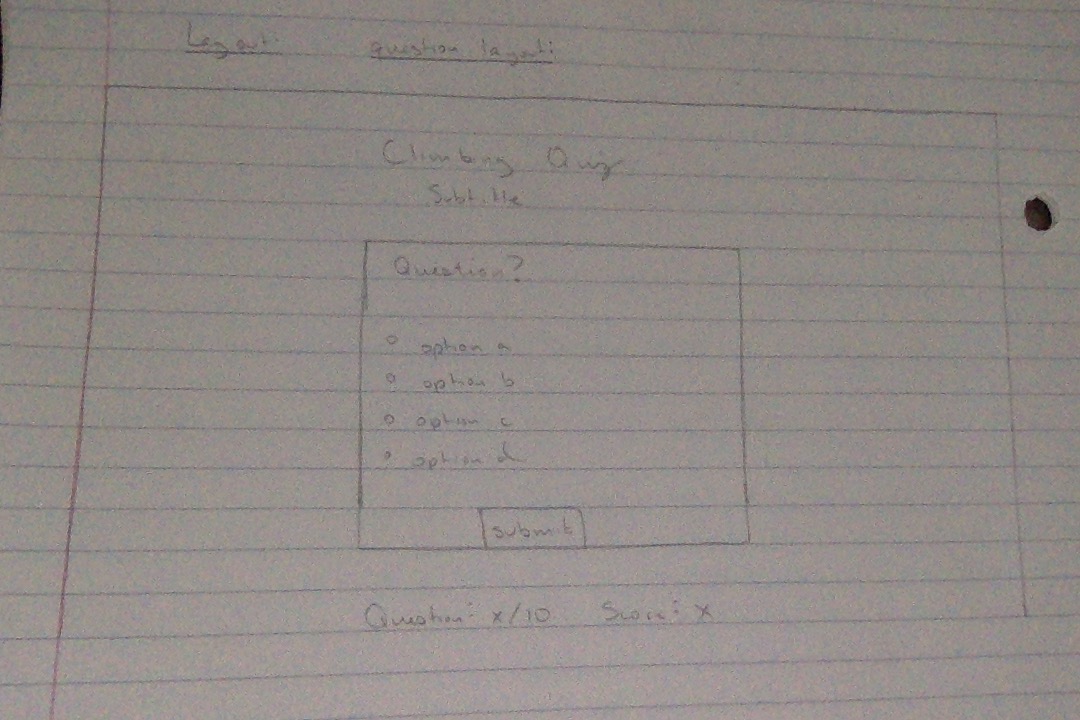 Layout: question layout:
Climbing Quiz
Subtitle
Question?
option a
option b
option c
option d
submit
Question: x/10 Score: x